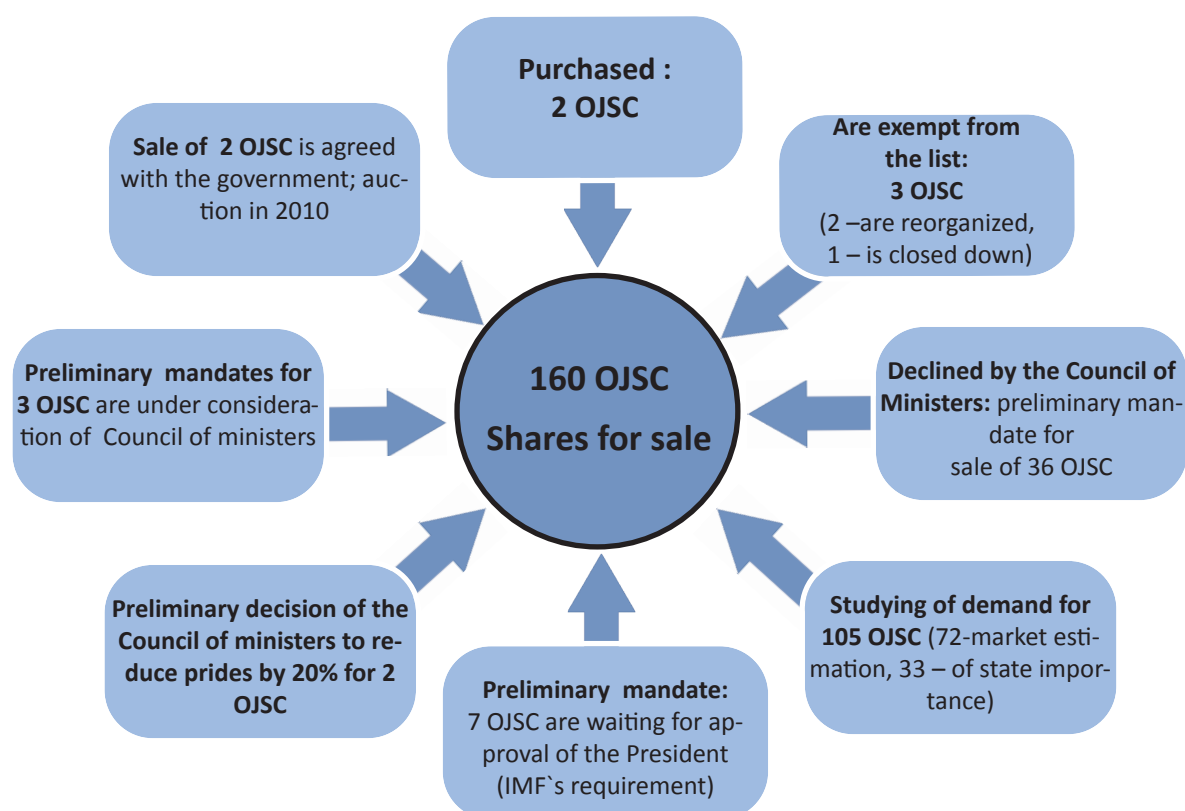 Purchased :
2 OJSC
Sale of 2 OJSC is agreed
with the government; auc-
tion in 2010
Are exempt from
the list:
3 OJSC
(2 –are reorganized,
1 – is closed down)
Preliminary mandates for
3 OJSC are under considera-
tion of Council of ministers
160 OJSC
Shares for sale
Declined by the Council of
Ministers: preliminary man-
date for
sale of 36 OJSC
Preliminary decision of the
Council of ministers to re-
duce prides by 20% for 2
OJSC
Preliminary mandate:
7 OJSC are waiting for ap-
proval of the President
(IMF`s requirement)
Studying of demand for
105 OJSC (72-market esti-
mation, 33 – of state impor-
tance)